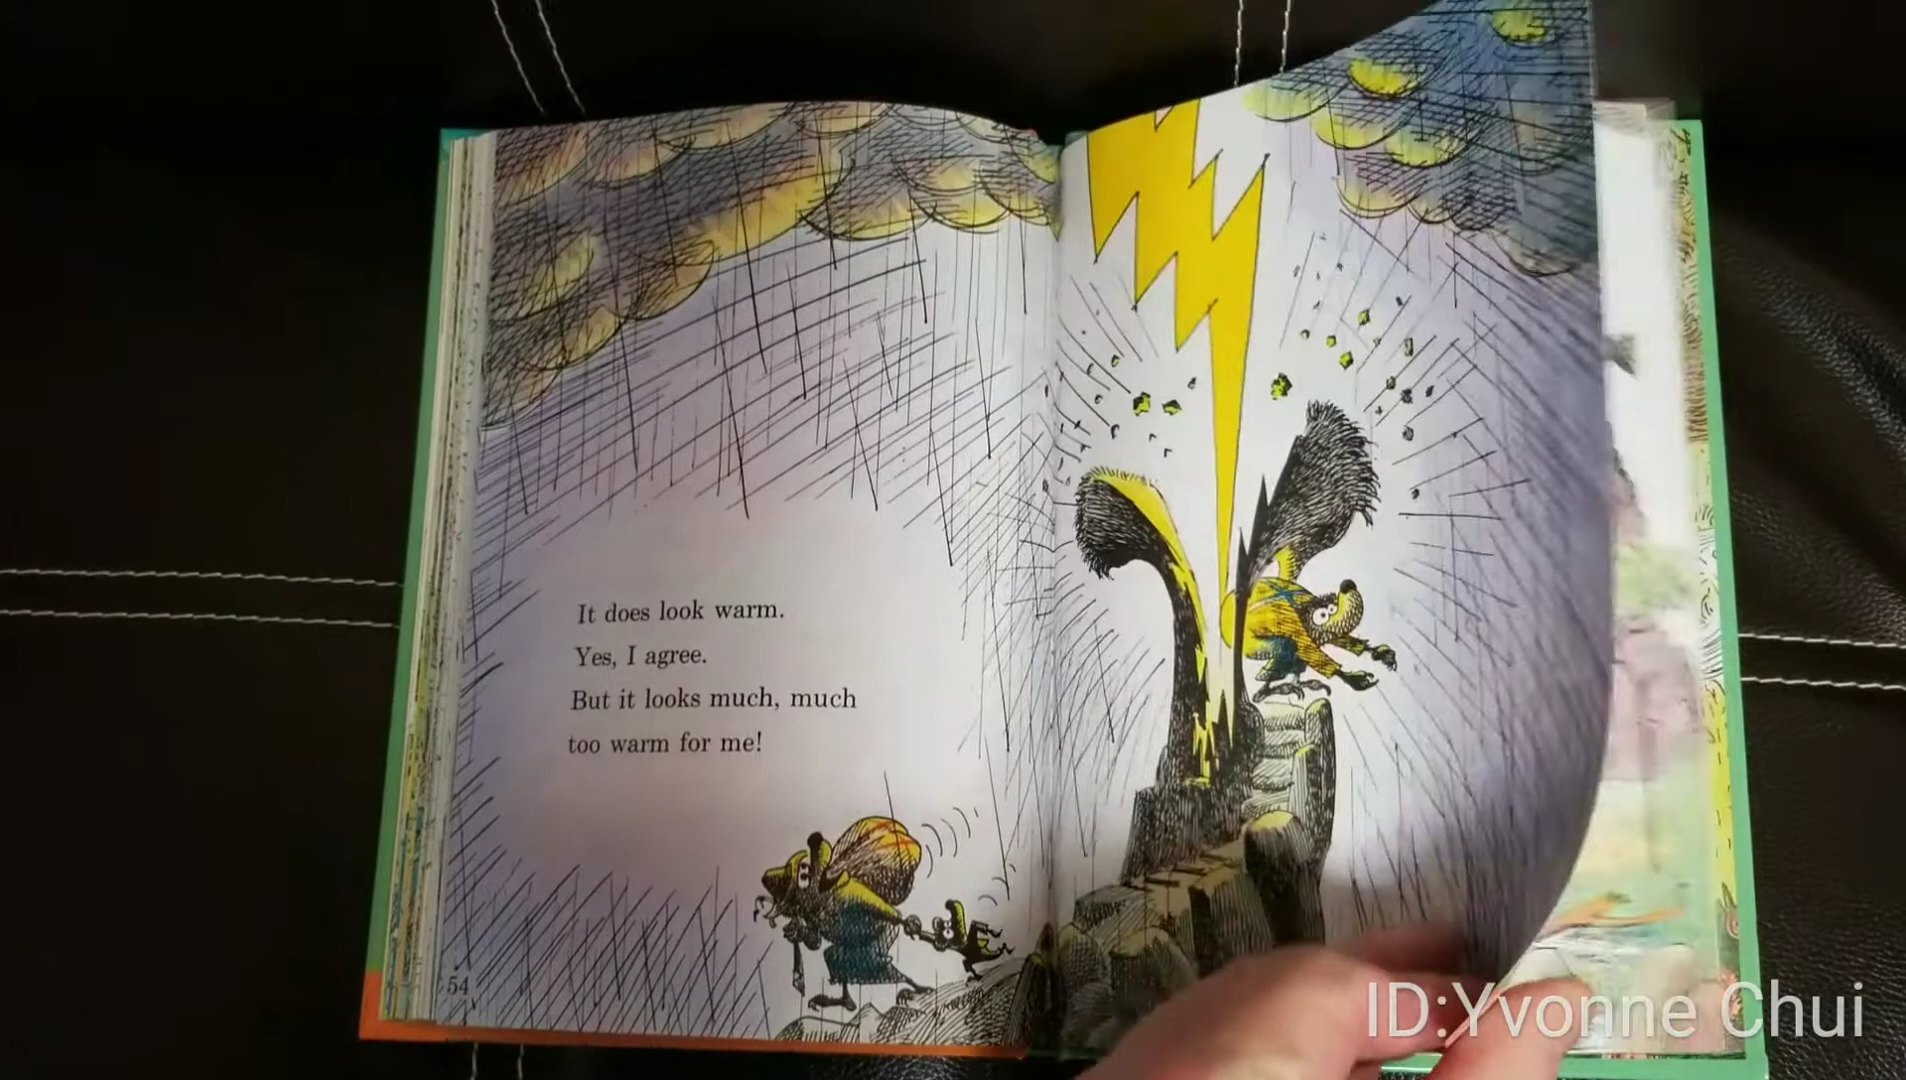 It does look warm.
Yes, I agree.
But it looks much, much
too warm for me!
54
ID:Yvonne Chui